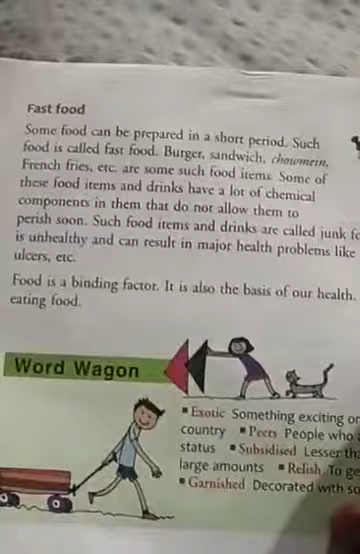 Fast food
Some food can be prepared in a short period. Such
food is called fast food. Burger, sandwich, chowmein,
French fries, etc. are some such food items. Some of
these food items and drinks have a lot of chemical
components in them that do not allow them to
perish soon. Such food items and drinks are called junk
is unhealthy and can result in major health problems like
ulcers, etc.
Food is a binding factor. It is also the basis of our health.
eating food.
Word Wagon
▪ Exotic Something exciting or
country ▪ Peers People who
status ▪ Subsidised Lesser
large amounts ▪ Relish To
▪ Garnished Decorated with